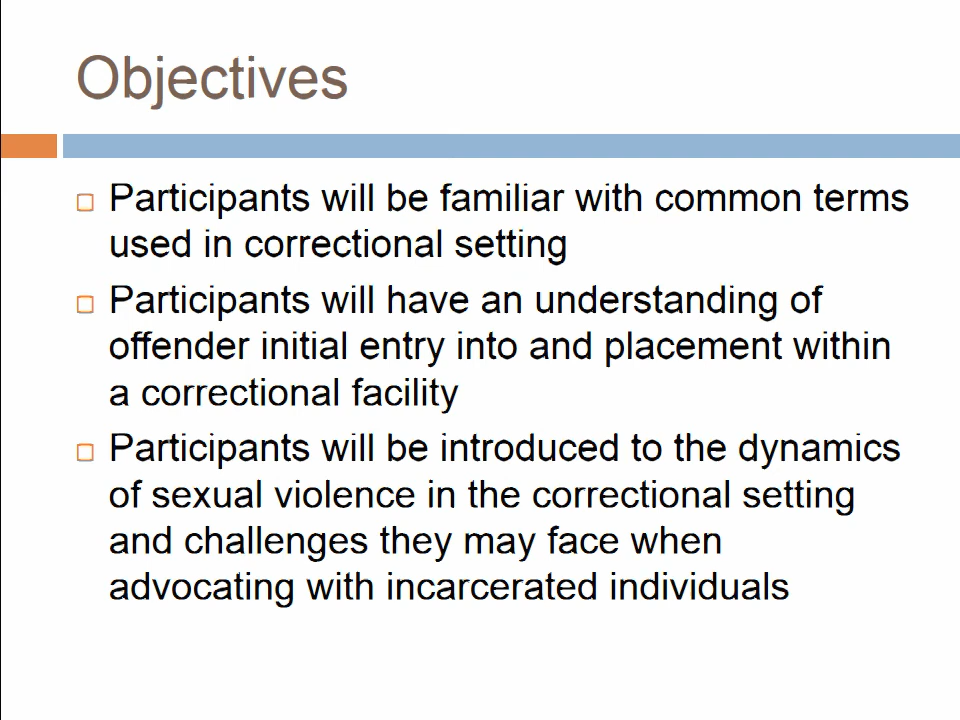 Objectives
Participants will be familiar with common terms
used in correctional setting
Participants will have an understanding of
offender initial entry into and placement within
a correctional facility
Participants will be introduced to the dynamics
of sexual violence in the correctional setting
and challenges they may face when
advocating with incarcerated individuals